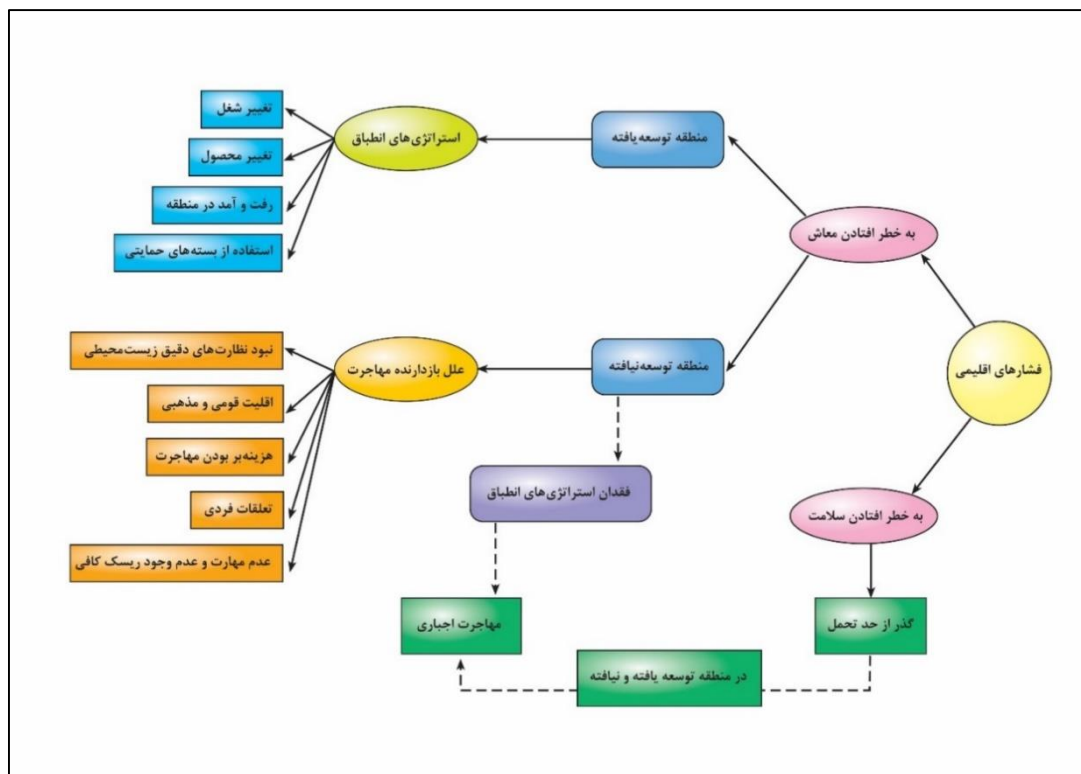 فشارهای اقلیمی
به خطر افتادن معاش
منطقه توسعه‌یافته
استراتژی‌های انطباق
تغییر شغل
تغییر محصول
رفت و آمد در منطقه
استفاده از بسته‌های حمایتی
منطقه توسعه‌نیافته
علل بازدارنده مهاجرت
نبود نظارت‌های دقیق زیست‌محیطی
اقلیت قومی و مذهبی
هزینه‌بر بودن مهاجرت
تعلقات فردی
عدم مهارت و عدم وجود ریسک کافی
فقدان استراتژی‌های انطباق
به خطر افتادن سلامت
گذر از حد تحمل
در منطقه توسعه یافته و نیافته
مهاجرت اجباری